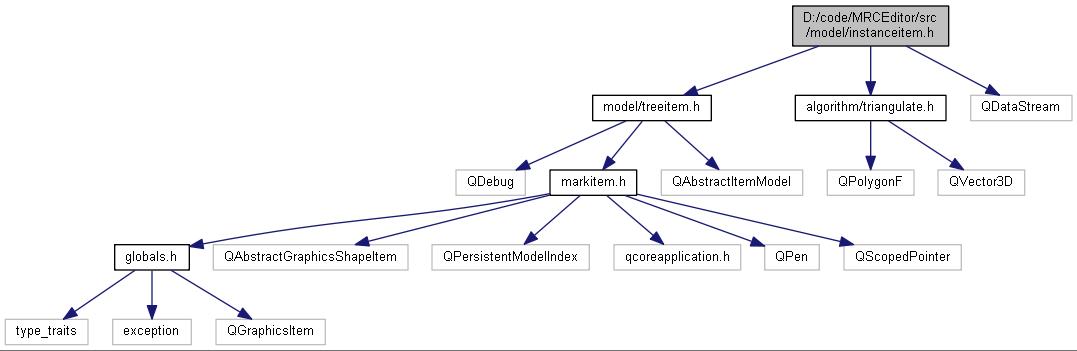 D:/code/MRCEditor/src
/model/instanceitem.h
model/treeitem.h
algorithm/triangulate.h
QDataStream
QDebug
markitem.h
QAbstractItemModel
QPolygonF
QVector3D
globals.h
QAbstractGraphicsShapeItem
QPersistentModelIndex
qcoreapplication.h
QPen
QScopedPointer
type_traits
exception
QGraphicsItem